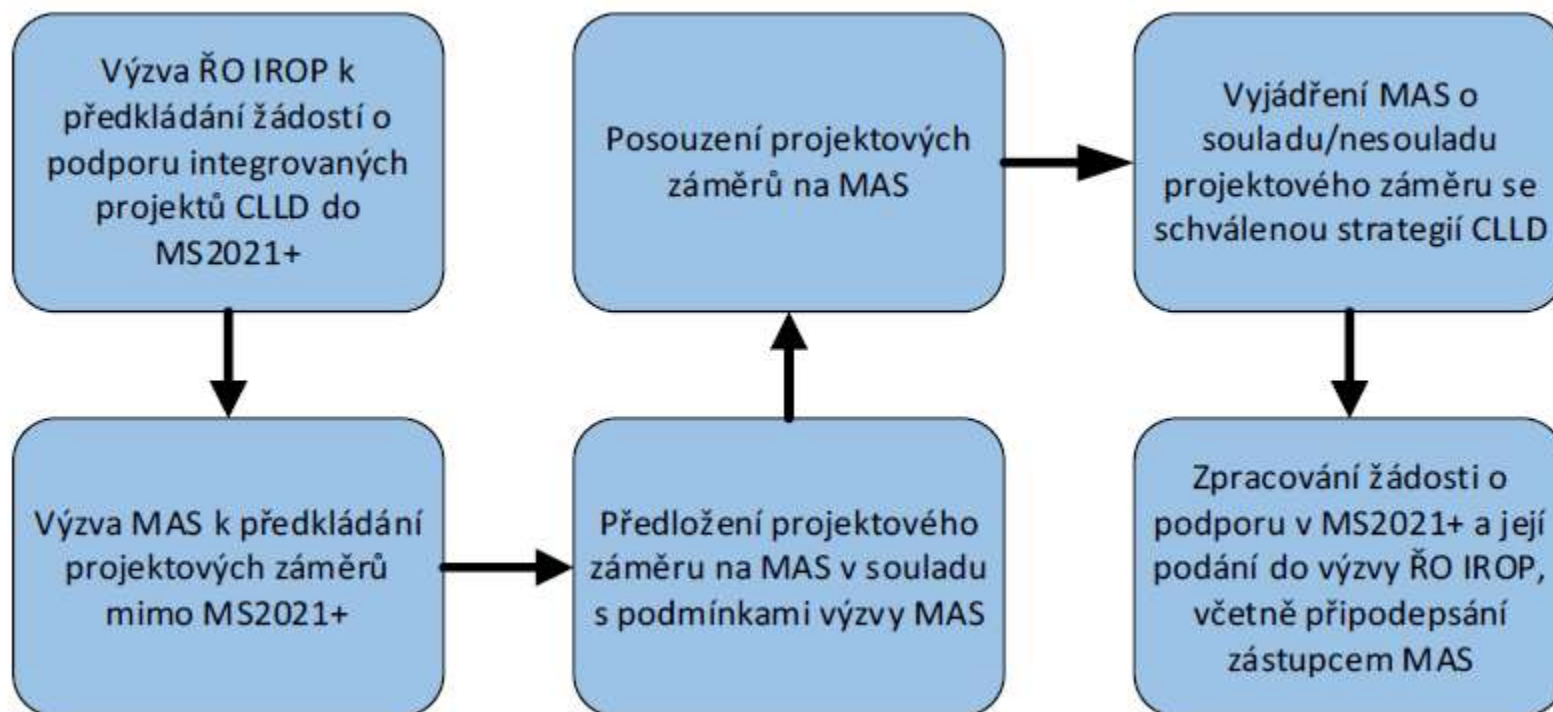 Výzva ŘO IROP k
předkládání žádostí o
podporu integrovaných
projektů CLLD do
MS2021+
Výzva MAS k předkládání
projektových záměrů
mimo MS2021+
Předložení projektového
záměru na MAS v souladu
s podmínkami výzvy MAS
Posouzení projektových
záměrů na MAS
Vyjádření MAS o
souladu/nesouladu
projektového záměru se
schválenou strategií CLLD
Zpracování žádosti o
podporu v MS2021+ a její
podání do výzvy ŘO IROP,
včetně připodepsání
zástupcem MAS